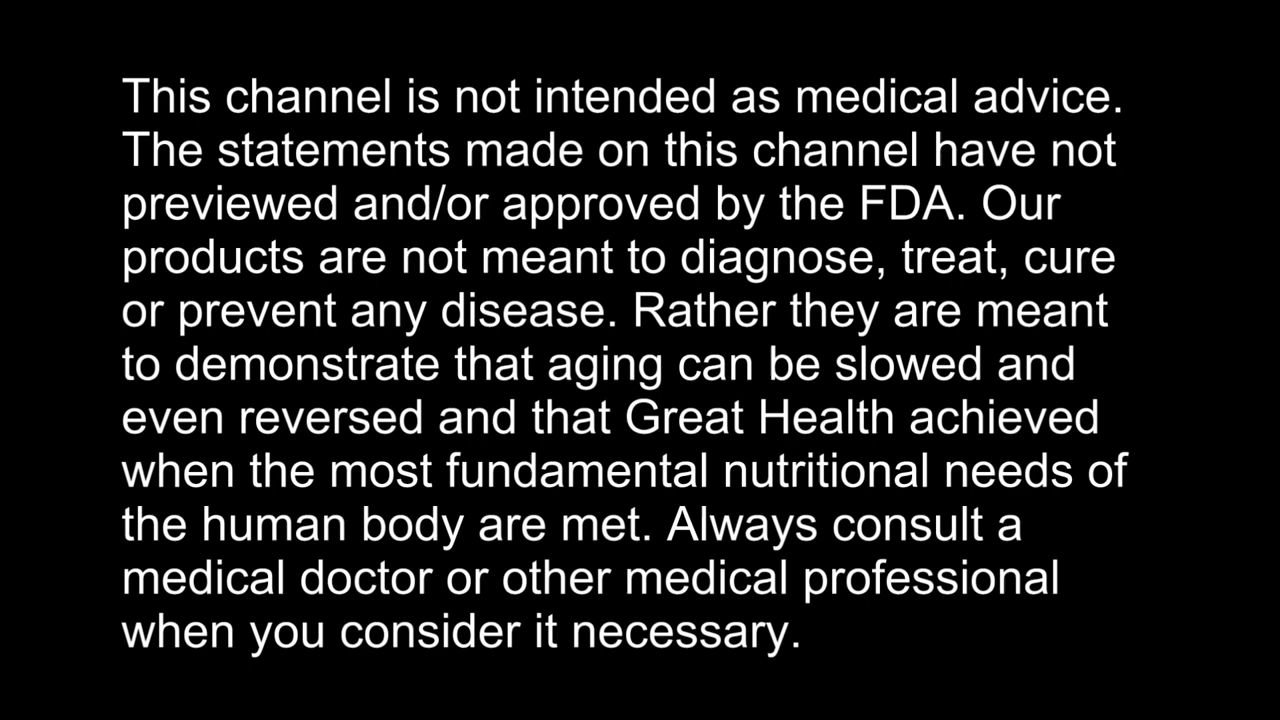 This channel is not intended as medical advice.
The statements made on this channel have not
previewed and/or approved by the FDA. Our
products are not meant to diagnose, treat, cure
or prevent any disease. Rather they are meant
to demonstrate that aging can be slowed and
even reversed and that Great Health achieved
when the most fundamental nutritional needs of
the human body are met. Always consult a
medical doctor or other medical professional
when you consider it necessary.